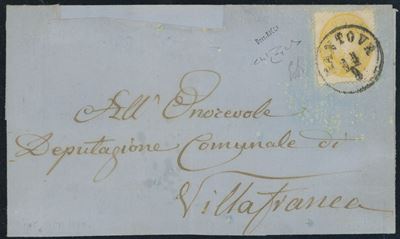 MANTOVA
All' Onorevole
Deputazione Comunale di
Villafranca